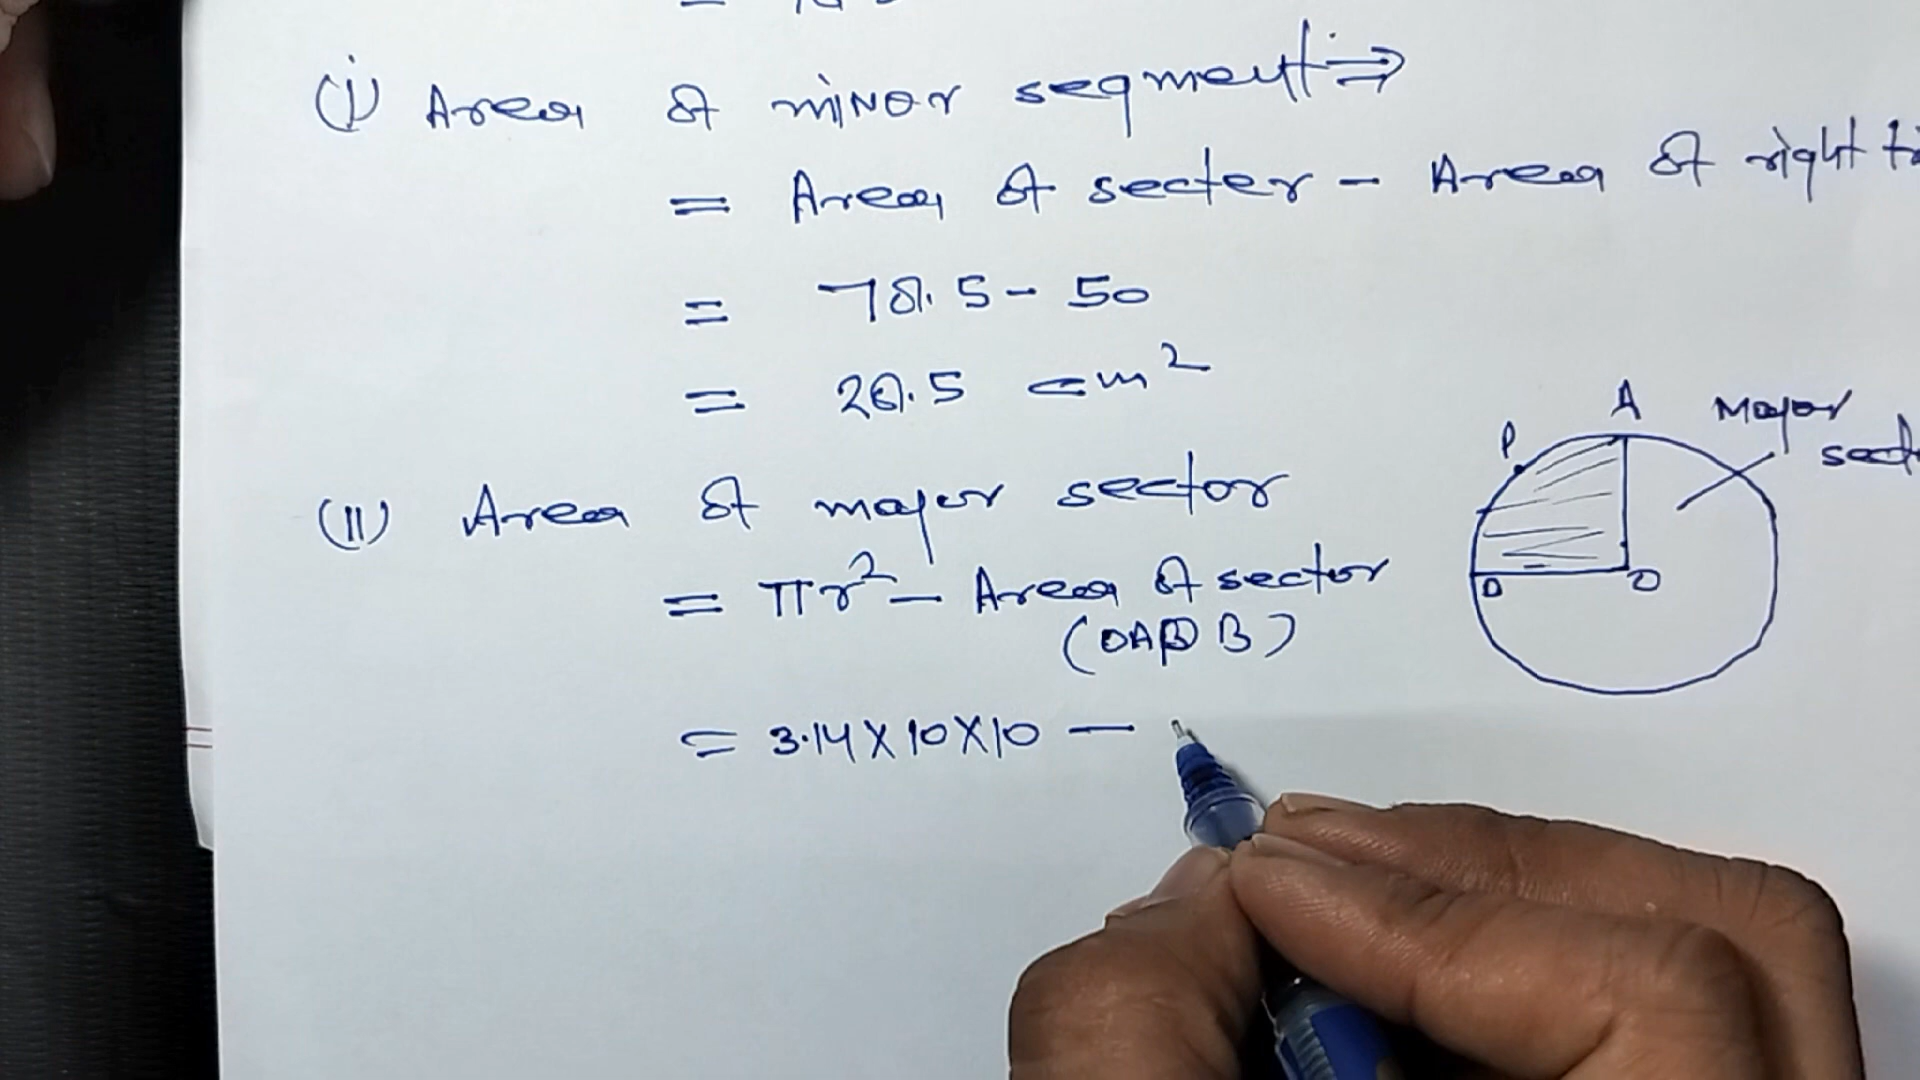 (i) Area of minor segment ⇒
= Area of secter - Area of right
= 78.5 - 50
= 28.5 cm²
(II) Area of major sector
= πr² - Area of sector
(OAPB)
= 3.14 X 10 X 10 -
A
Major
P
O